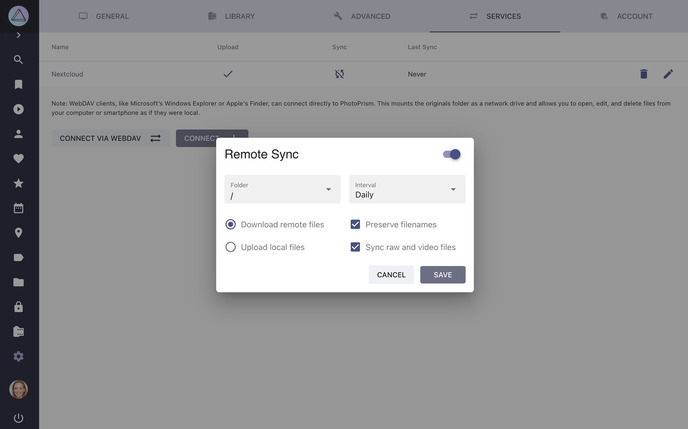 GENERAL
LIBRARY
ADVANCED
SERVICES
ACCOUNT
Name
Upload
Sync
Last Sync
Nextcloud
Never
Note: WebDAV clients, like Microsoft's Windows Explorer or Apple's Finder, can connect directly to PhotoPrism. This mounts the originals folder as a network drive and allows you to open, edit, and delete files from
your computer or smartphone as if they were local.
CONNECT VIA WEBDAV
CONNECT
Remote Sync
Folder
/
Interval
Daily
Download remote files
Preserve filenames
Upload local files
Sync raw and video files
CANCEL
SAVE